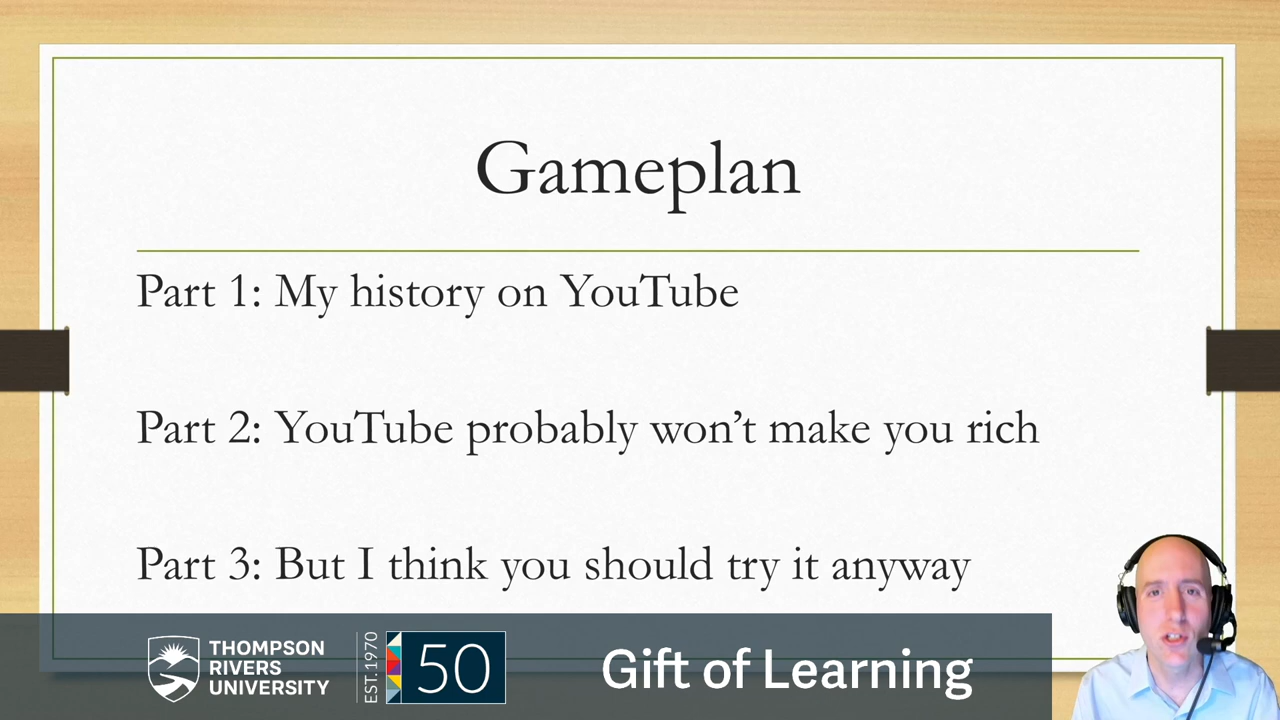 Gameplan
Part 1: My history on YouTube
Part 2: YouTube probably won’t make you rich
Part 3: But I think you should try it anyway
THOMPSON
RIVERS
UNIVERSITY
EST.1970
50
Gift of Learning